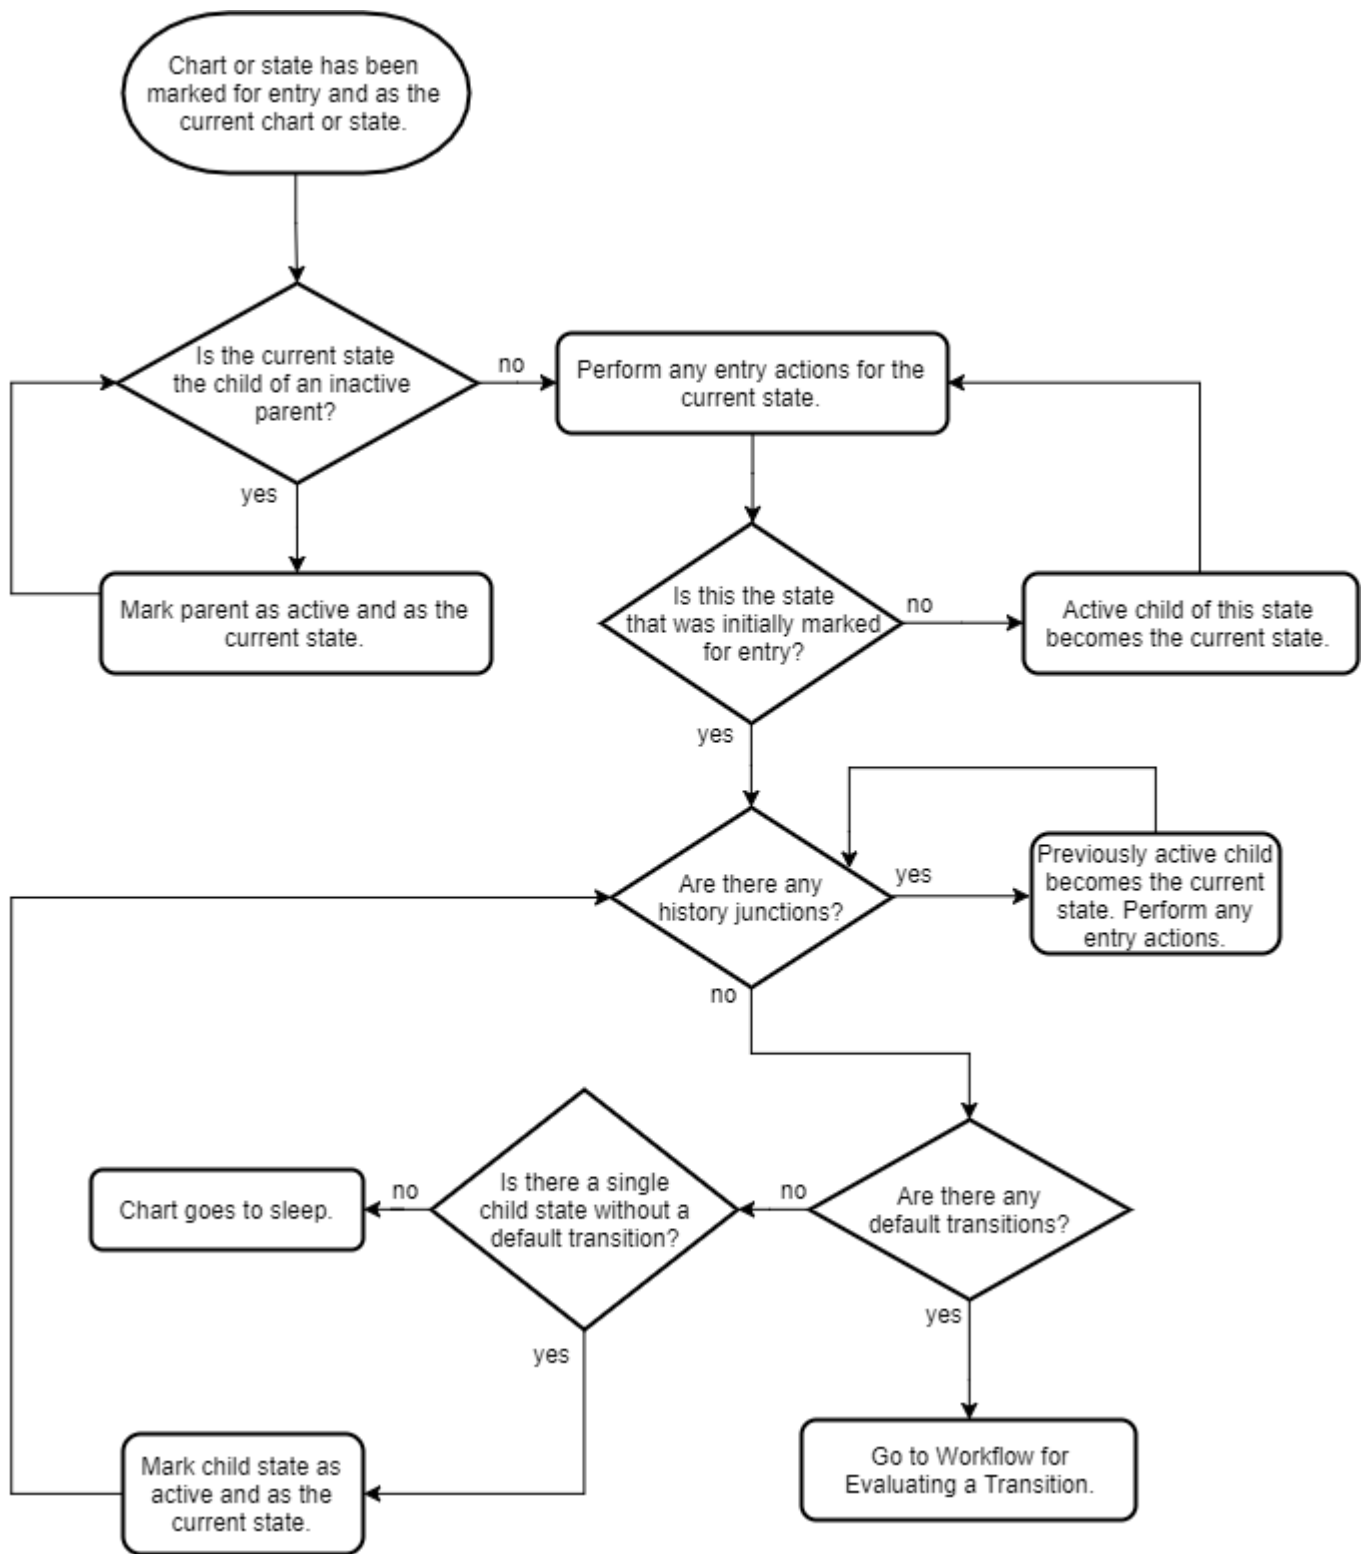 Chart or state has been
marked for entry and as the
current chart or state.
Is the current state
the child of an inactive
parent?
no
Perform any entry actions for the
current state.
yes
Mark parent as active and as the
current state.
Is this the state
that was initially marked
for entry?
no
Active child of this state
becomes the current state.
yes
Are there any
history junctions?
yes
Previously active child
becomes the current
state. Perform any
entry actions.
no
Are there any
default transitions?
no
Is there a single
child state without a
default transition?
no
Chart goes to sleep.
yes
yes
Mark child state as
active and as the
current state.
Go to Workflow for
Evaluating a Transition.